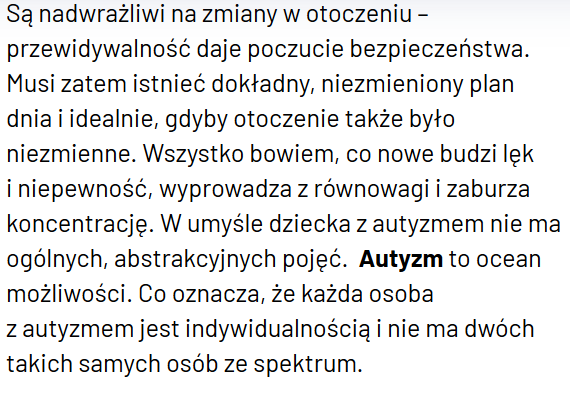 Są nadwrażliwi na zmiany w otoczeniu –
przewidywalność daje poczucie bezpieczeństwa.
Musi zatem istnieć dokładny, niezmieniony plan
dnia i idealnie, gdyby otoczenie także było
niezmienne. Wszystko bowiem, co nowe budzi lęk
i niepewność, wyprowadza z równowagi i zaburza
koncentrację. W umyśle dziecka z autyzmem nie ma
ogólnych, abstrakcyjnych pojęć. Autyzm to ocean
możliwości. Co oznacza, że każda osoba
z autyzmem jest indywidualnością i nie ma dwóch
takich samych osób ze spektrum.